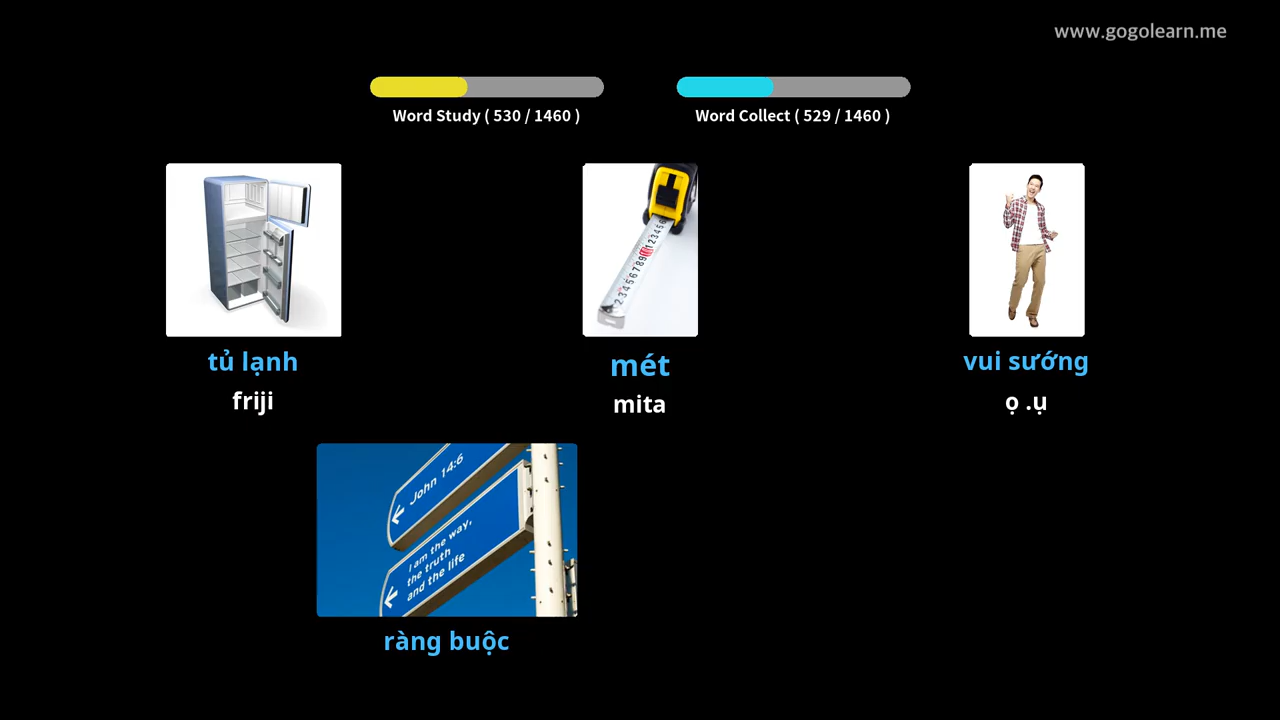 www.gogolearn.me
Word Study ( 530 / 1460 )
Word Collect ( 529 / 1460 )
tủ lạnh
friji
mét
mita
vui sướng
ọ .ụ
John 14:6
I am the way,
the truth
and the life
ràng buộc